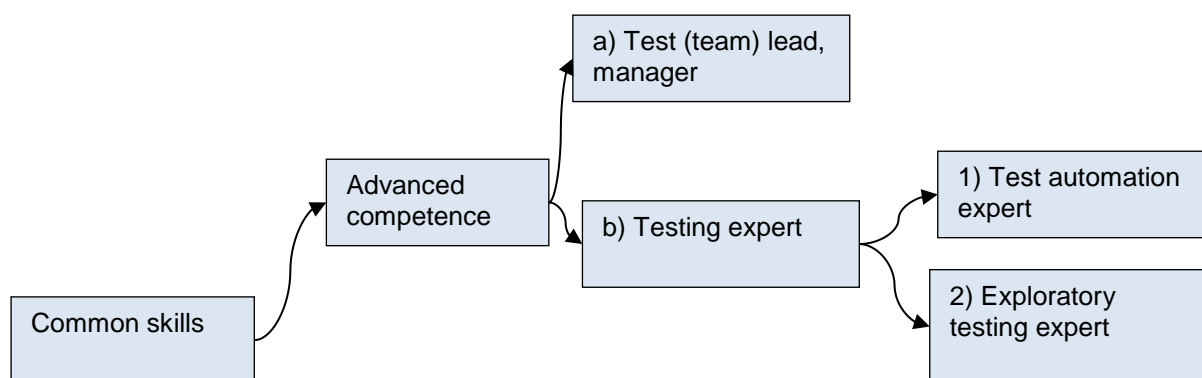 a) Test (team) lead,
manager
Advanced
competence
b) Testing expert
1) Test automation
expert
2) Exploratory
testing expert
Common skills